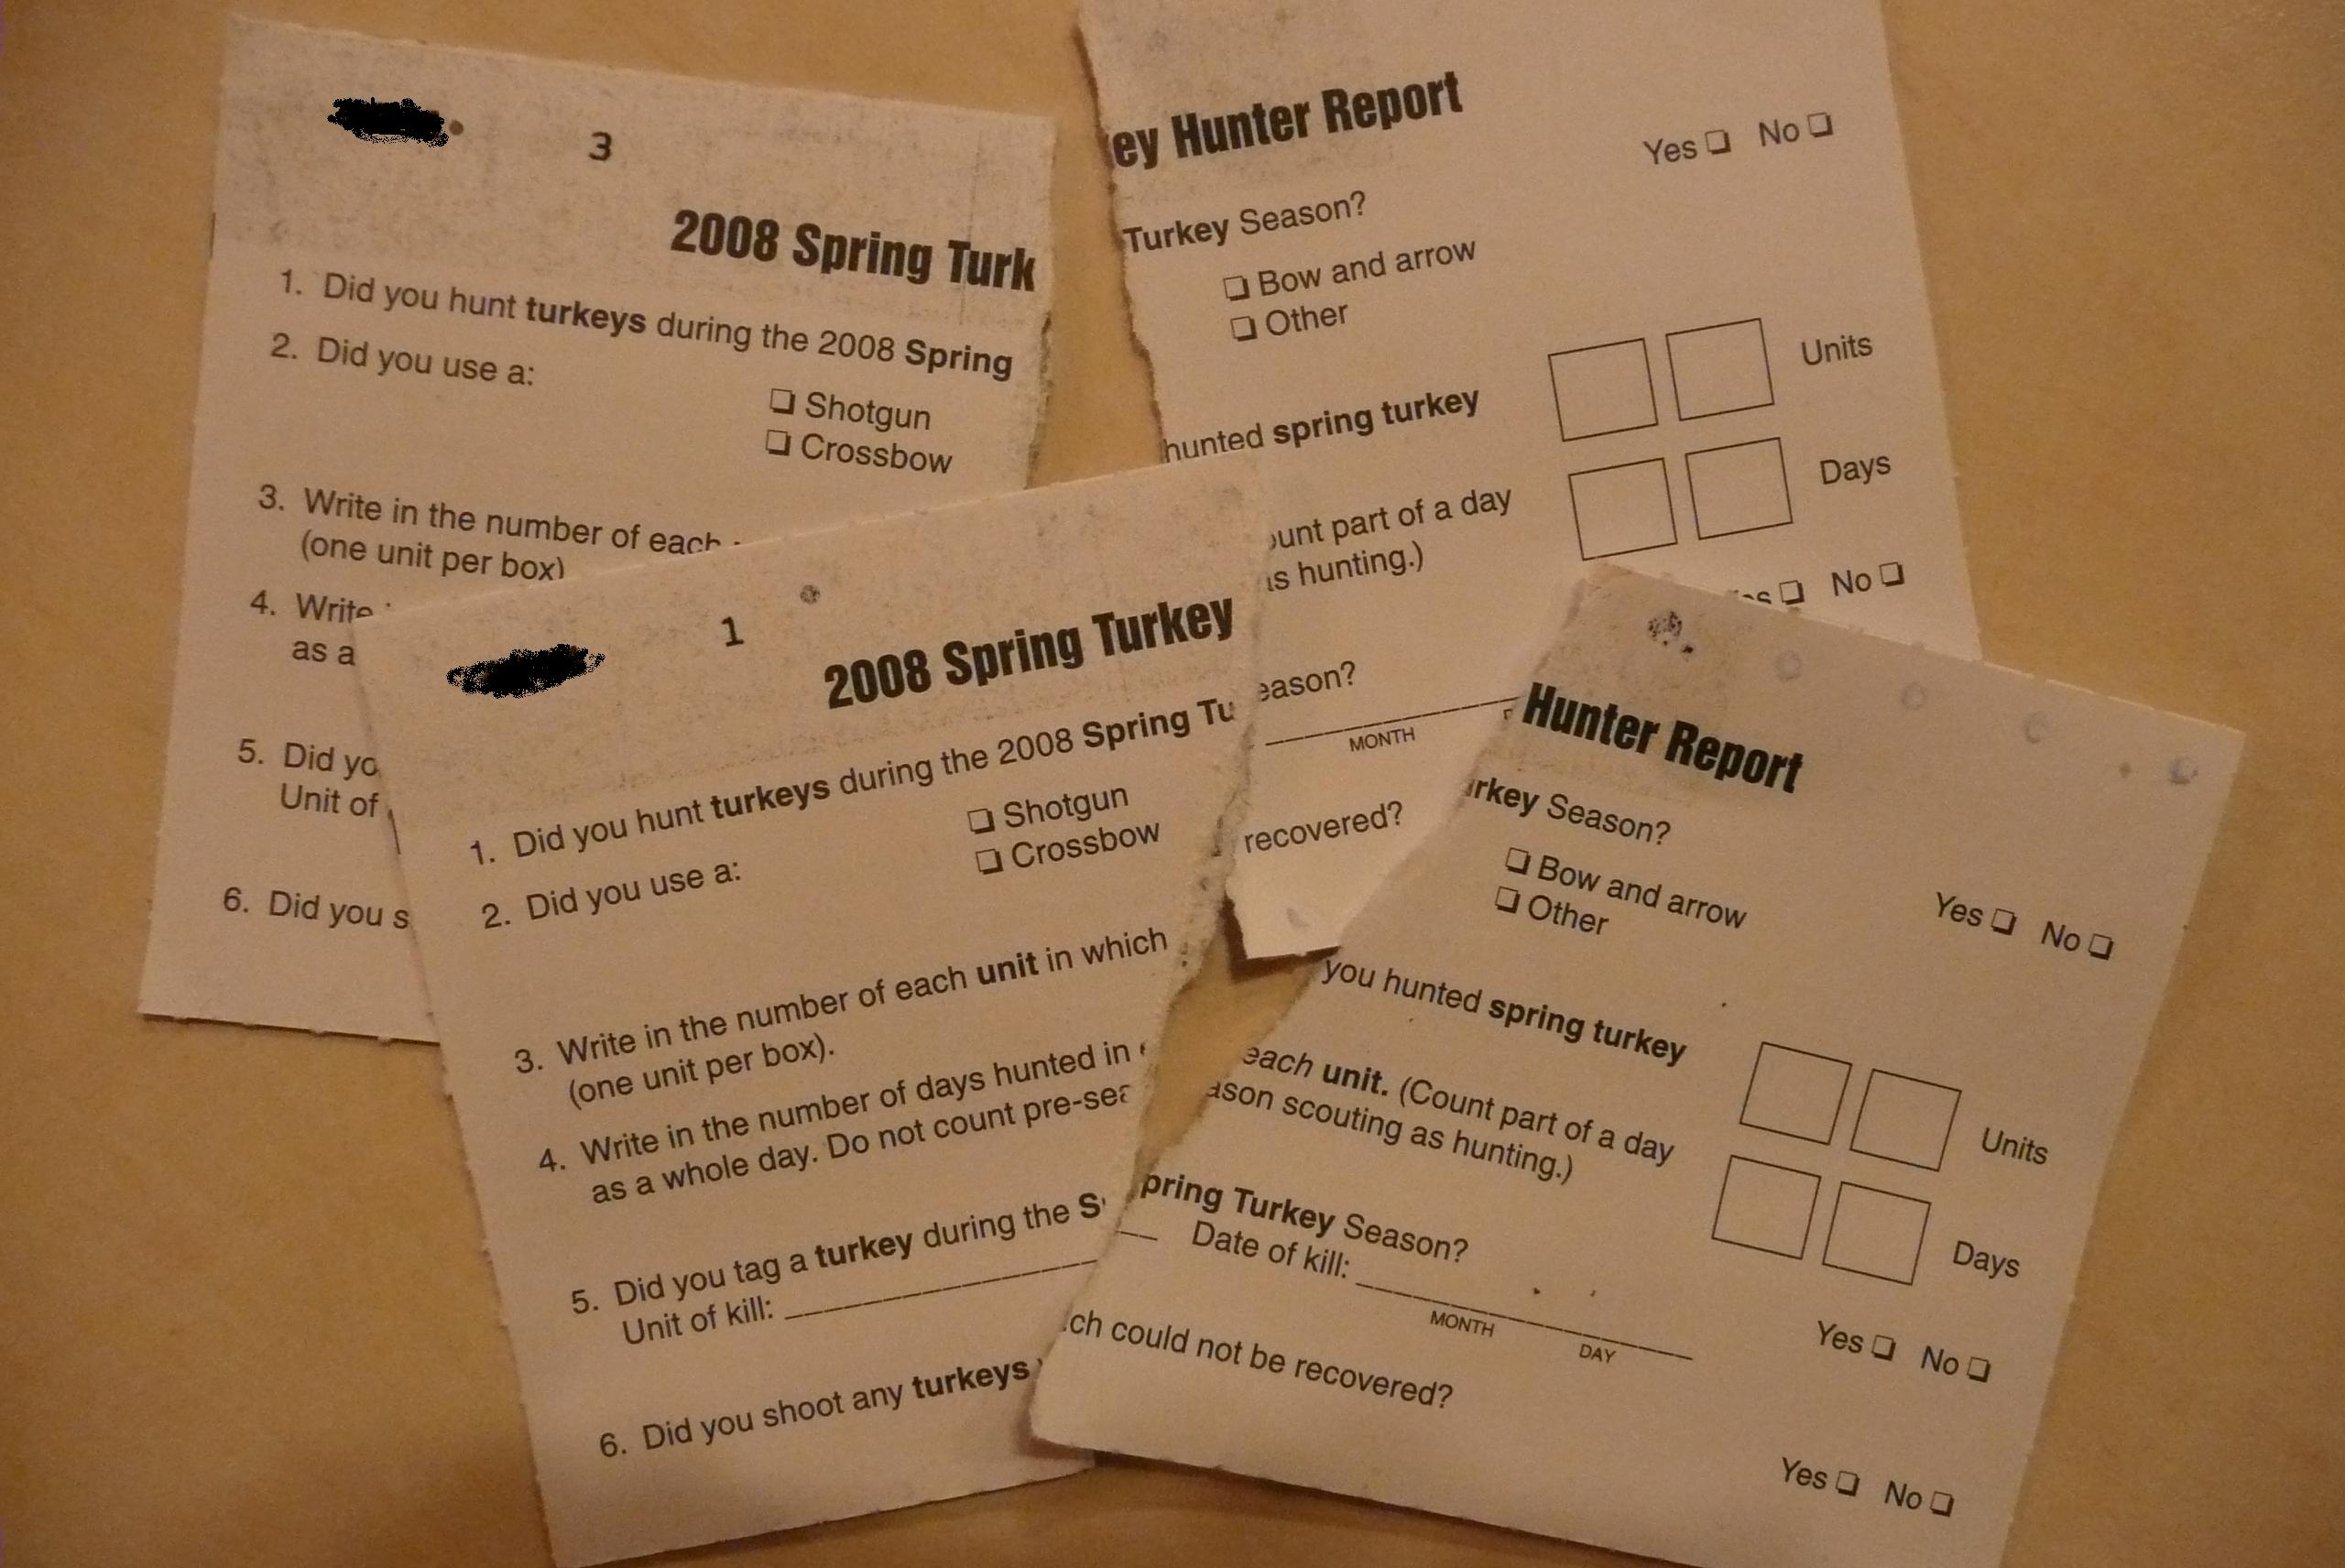 3
2008 Spring Turk
1. Did you hunt turkeys during the 2008 Spring
2. Did you use a:
❏ Shotgun
❏ Crossbow
3. Write in the number of each
(one unit per box)
4. Write
as a
5. Did yo
Unit of
6. Did you s
ey Hunter Report
Yes ❏ No ❏
Turkey Season?
❏ Bow and arrow
❏ Other
hunted spring turkey
Units
ount part of a day
Days
as hunting.)
es ❏ No ❏
eason?
MONTH
recovered?
1
2008 Spring Turkey
1. Did you hunt turkeys during the 2008 Spring Tu
2. Did you use a:
❏ Shotgun
❏ Crossbow
3. Write in the number of each unit in which
(one unit per box).
4. Write in the number of days hunted in
as a whole day. Do not count pre-sea
5. Did you tag a turkey during the S
Unit of kill:
6. Did you shoot any turkeys
Hunter Report
urkey Season?
❏ Bow and arrow
❏ Other
Yes ❏ No ❏
you hunted spring turkey
Units
each unit. (Count part of a day
ason scouting as hunting.)
Days
pring Turkey Season?
Date of kill:
MONTH DAY
Yes ❏ No ❏
ch could not be recovered?
Yes ❏ No ❏